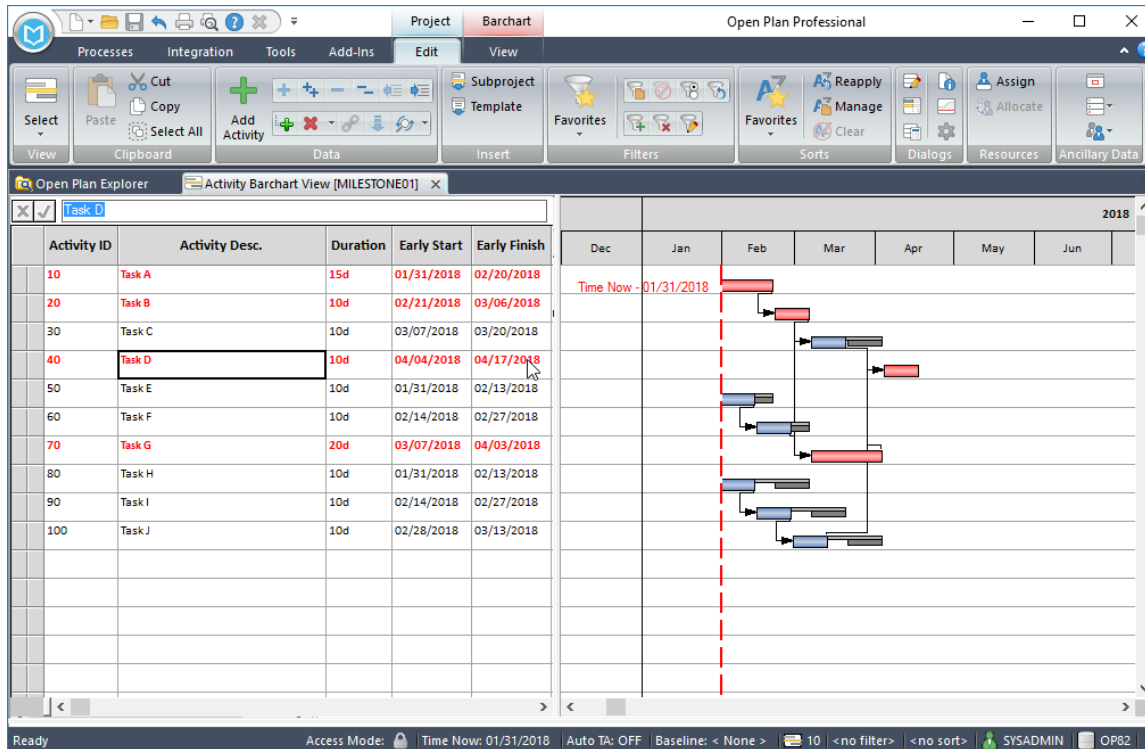 Project Barchart Open Plan Professional
Processes Integration Tools Add-Ins Edit View
Select
View
Paste
Cut
Copy
Select All
Clipboard
Add
Activity
Data
Subproject
Template
Insert
Favorites
Filters
Favorites
Reapply
Manage
Clear
Sorts
Dialogs
Assign
Allocate
Resources
Ancillary Data
Open Plan Explorer Activity Barchart View [MILESTONE01]
Task D
2018
Activity ID Activity Desc. Duration Early Start Early Finish Dec Jan Feb Mar Apr May Jun
10 Task A 15d 01/31/2018 02/20/2018
Time Now - 01/31/2018
20 Task B 10d 02/21/2018 03/06/2018
30 Task C 10d 03/07/2018 03/20/2018
40 Task D 10d 04/04/2018 04/17/2018
50 Task E 10d 01/31/2018 02/13/2018
60 Task F 10d 02/14/2018 02/27/2018
70 Task G 20d 03/07/2018 04/03/2018
80 Task H 10d 01/31/2018 02/13/2018
90 Task I 10d 02/14/2018 02/27/2018
100 Task J 10d 02/28/2018 03/13/2018
Ready Access Mode: Time Now: 01/31/2018 Auto TA: OFF Baseline: < None > 10 <no filter> <no sort> SYSADMIN OP82